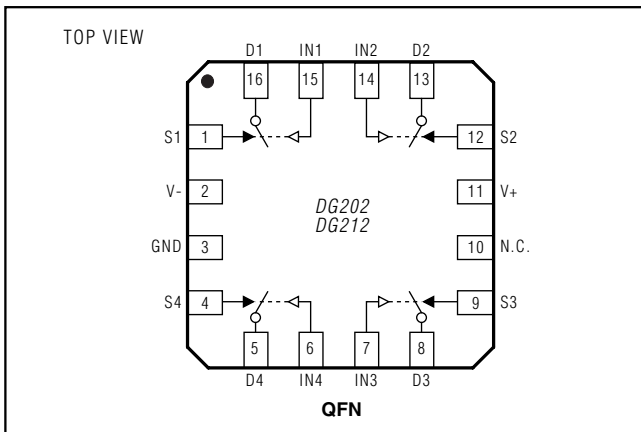 TOP VIEW
D1 IN1 IN2 D2
16 15 14 13
S1 1 12 S2
V- 2 11 V+
DG202
DG212
GND 3 10 N.C.
S4 4 9 S3
5 6 7 8
D4 IN4 IN3 D3
QFN